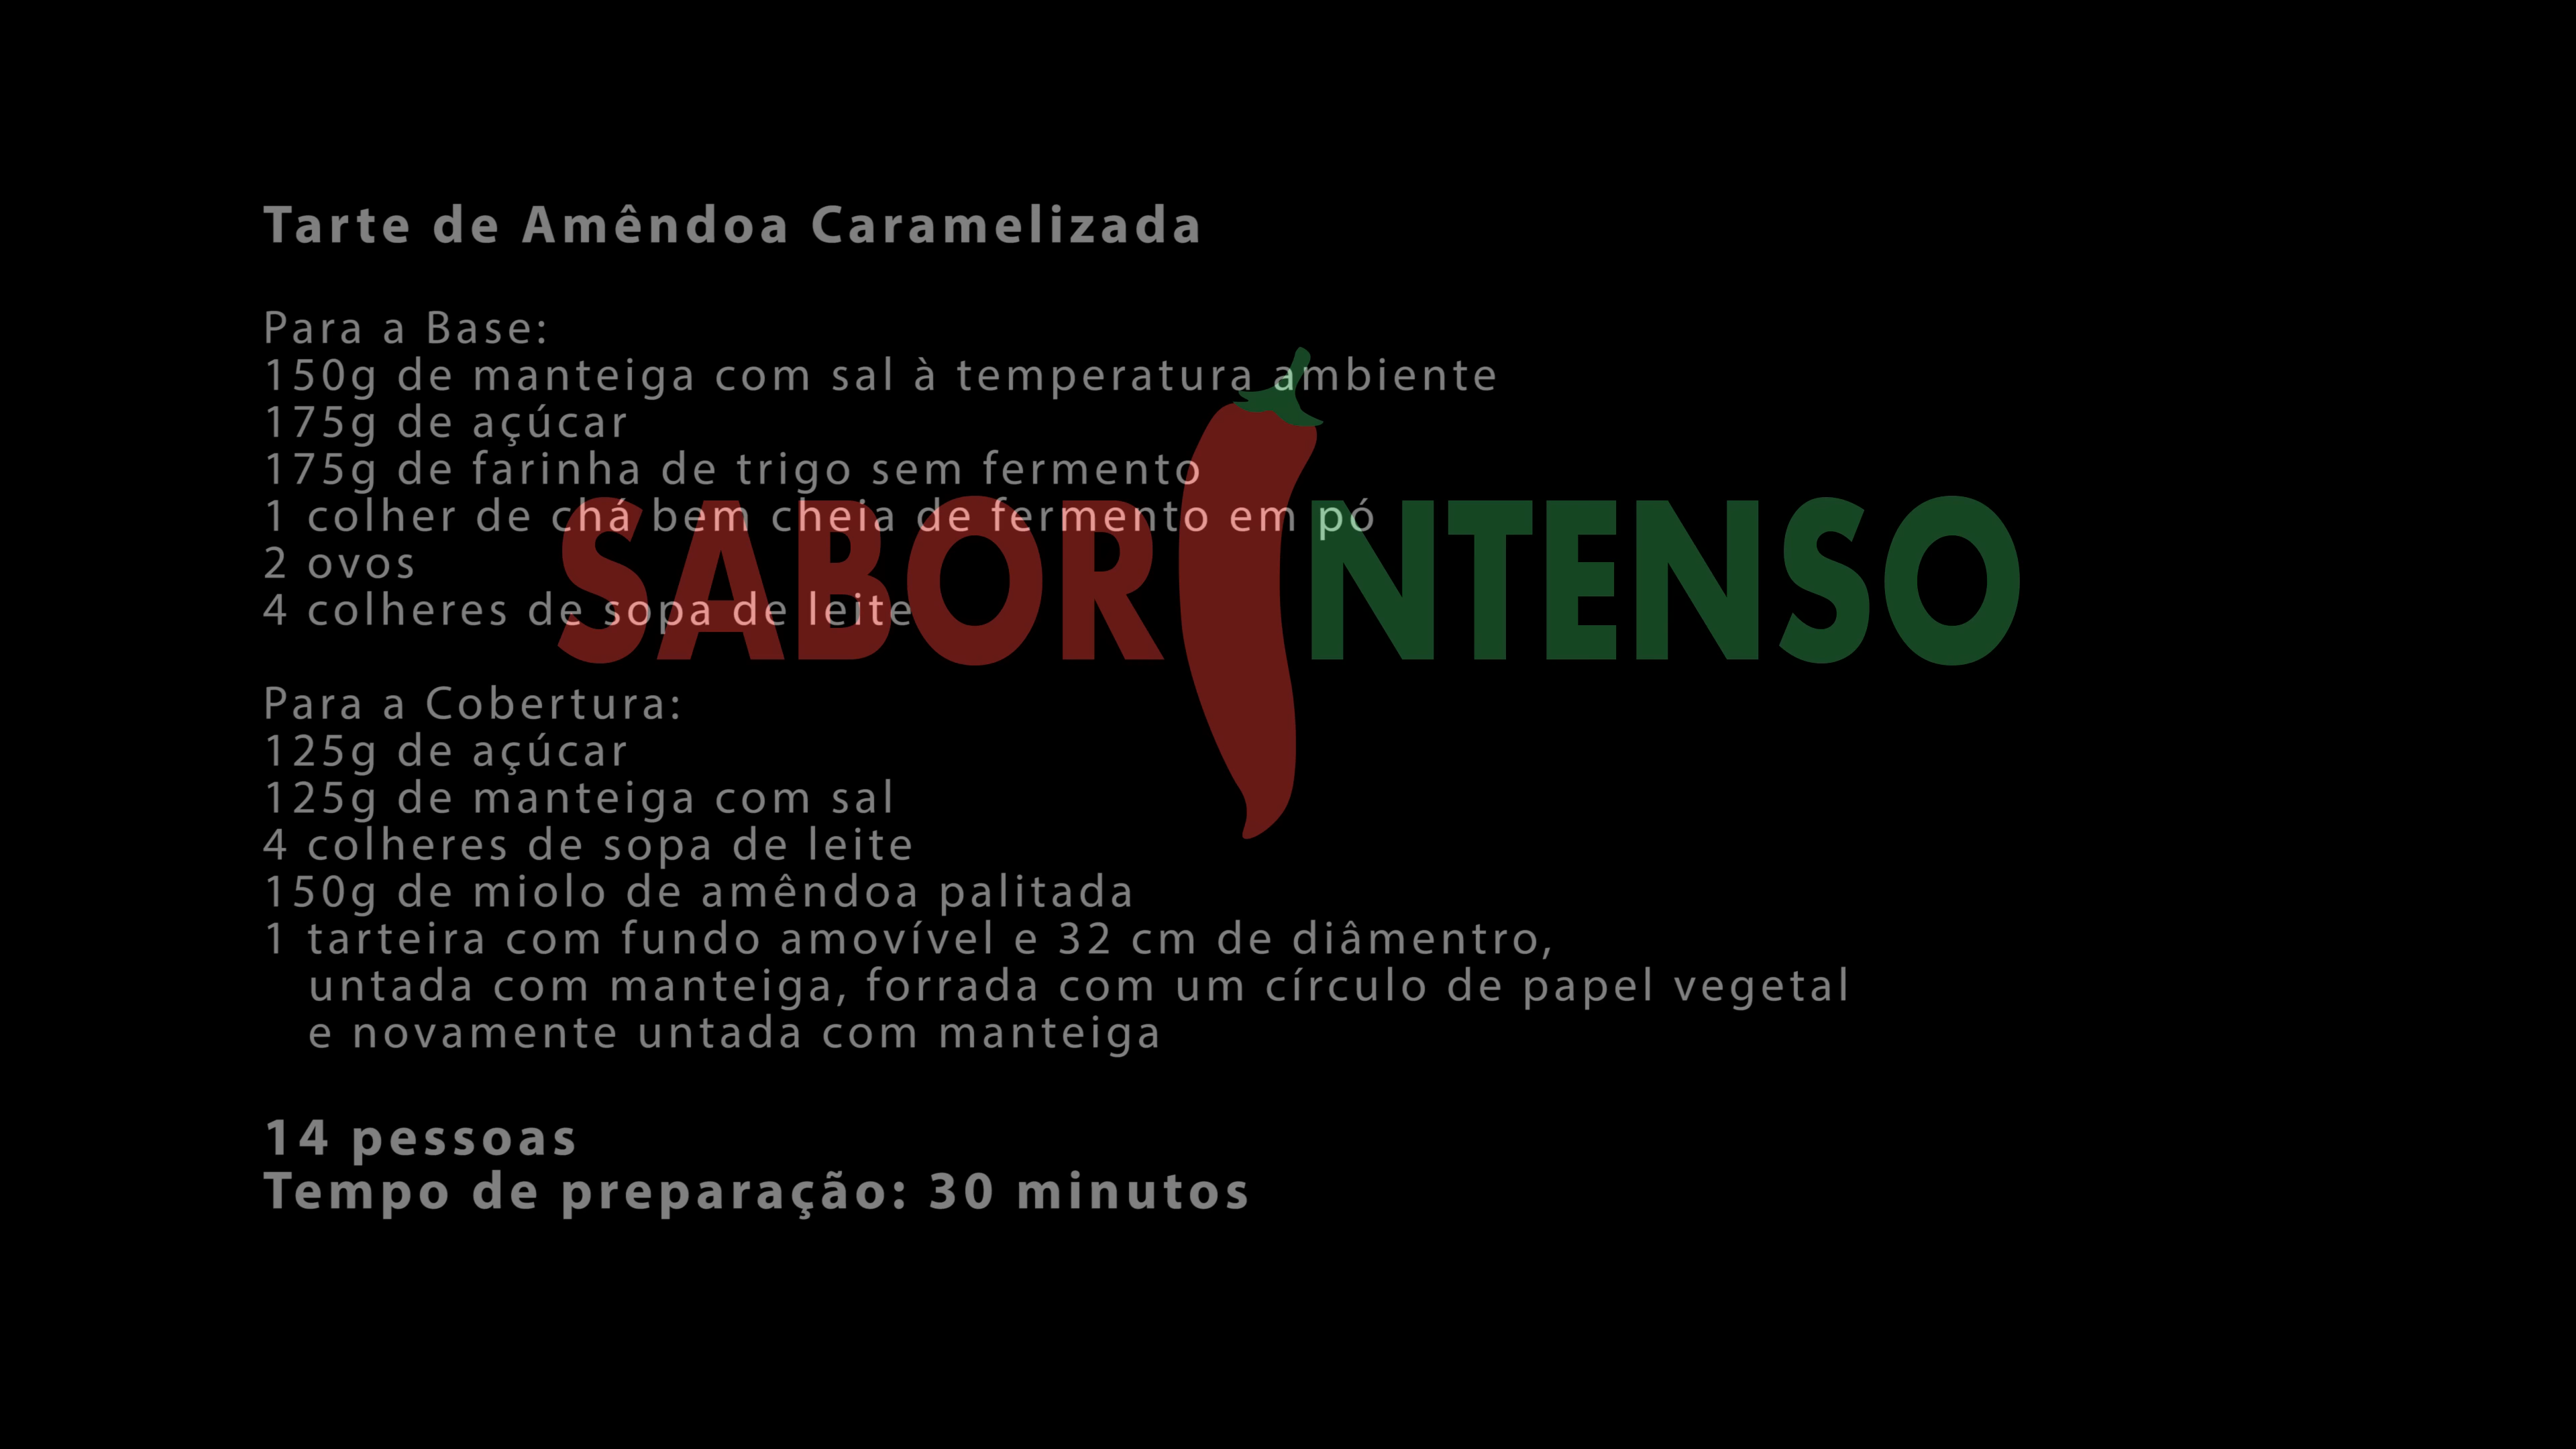 Tarte de Amêndoa Caramelizada
Para a Base:
150g de manteiga com sal à temperatura ambiente
175g de açúcar
175g de farinha de trigo sem fermento
1 colher de chá bem cheia de fermento em pó
2 ovos
4 colheres de sopa de leite
SABORINTENSO
Para a Cobertura:
125g de açúcar
125g de manteiga com sal
4 colheres de sopa de leite
150g de miolo de amêndoa palitada
1 tarteira com fundo amovível e 32 cm de diâmentro,
untada com manteiga, forrada com um círculo de papel vegetal
e novamente untada com manteiga
14 pessoas
Tempo de preparação: 30 minutos